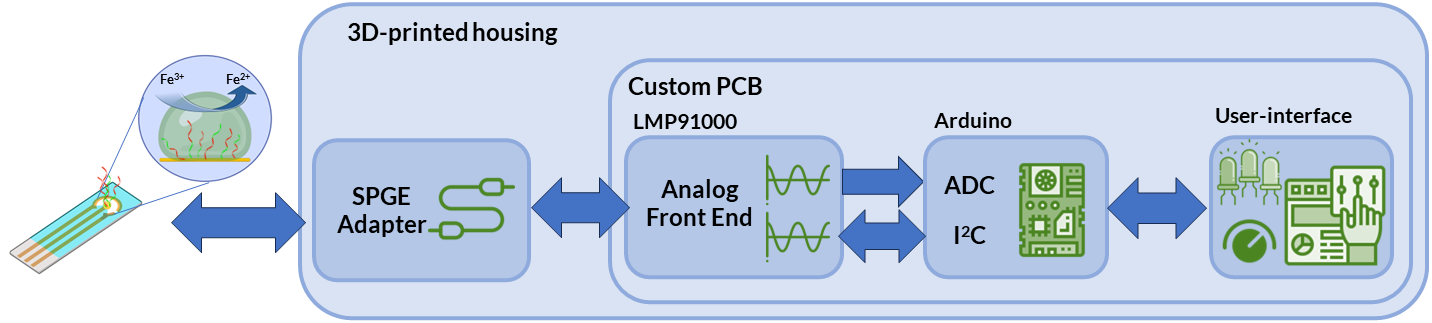 3D-printed housing
Custom PCB
Fe³⁺ Fe²⁺
LMP91000
Arduino
User-interface
SPGE
Adapter
Analog
Front End
ADC
I²C